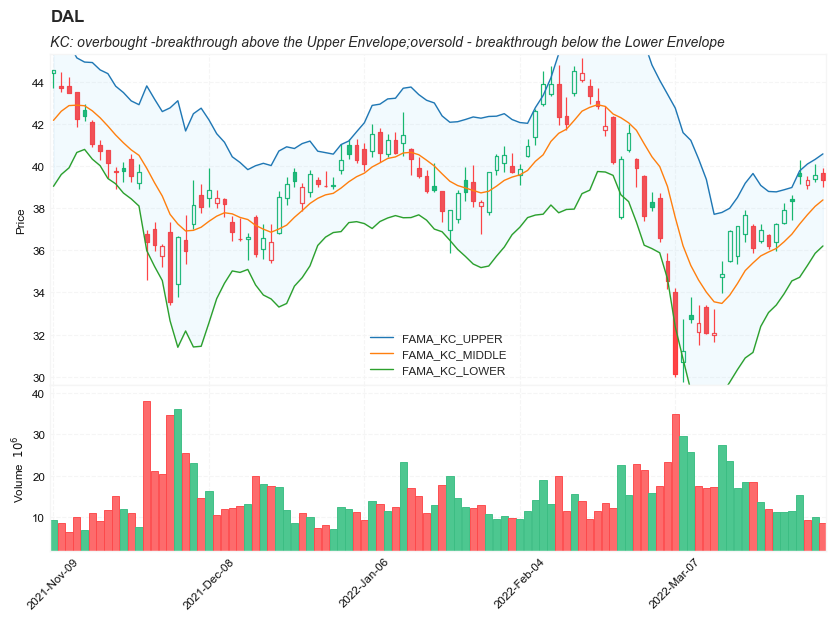 DAL
KC: overbought -breakthrough above the Upper Envelope;oversold - breakthrough below the Lower Envelope
44
42
40
38
36
34
32
30
Price
FAMA_KC_UPPER
FAMA_KC_MIDDLE
FAMA_KC_LOWER
40
30
20
10
Volume 10^6
2021-Nov-09
2021-Dec-08
2022-Jan-06
2022-Feb-04
2022-Mar-07